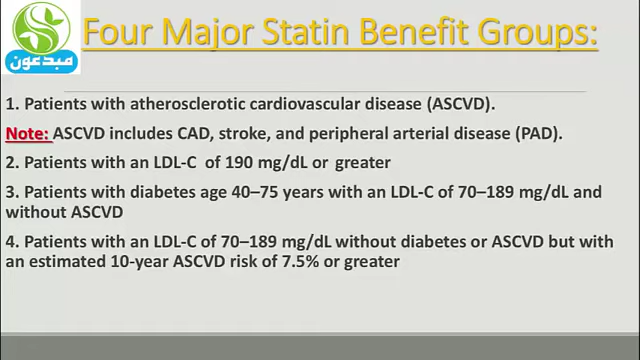 Four Major Statin Benefit Groups:
مبدعون
1. Patients with atherosclerotic cardiovascular disease (ASCVD).
Note: ASCVD includes CAD, stroke, and peripheral arterial disease (PAD).
2. Patients with an LDL-C of 190 mg/dL or greater
3. Patients with diabetes age 40–75 years with an LDL-C of 70–189 mg/dL and
without ASCVD
4. Patients with an LDL-C of 70–189 mg/dL without diabetes or ASCVD but with
an estimated 10-year ASCVD risk of 7.5% or greater